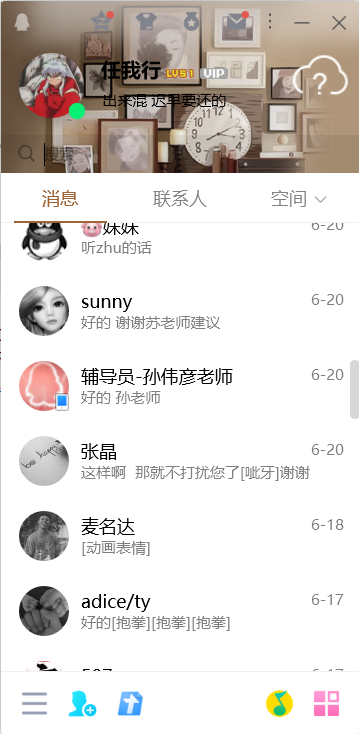 任我行 LV51 VIP
出来混 迟早要还的
搜索
消息 联系人 空间
妹妹 6-20
听zhu的话
sunny 6-20
好的 谢谢苏老师建议
辅导员-孙伟彦老师 6-20
好的 孙老师
张晶 6-20
这样啊 那就不打扰您了[呲牙]谢谢
麦名达 6-18
[动画表情]
adice/ty 6-17
好的[抱拳][抱拳][抱拳]
6-17